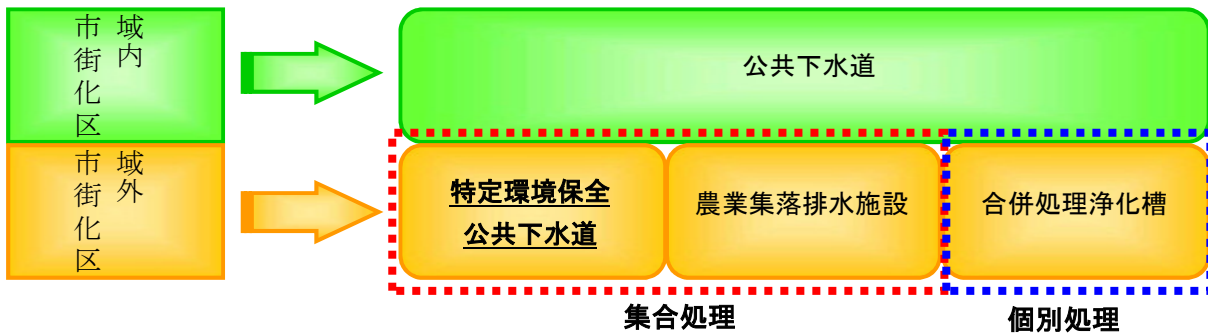 市街化区
域内
公共下水道
市街化区
域外
特定環境保全
公共下水道
農業集落排水施設
合併処理浄化槽
集合処理
個別処理